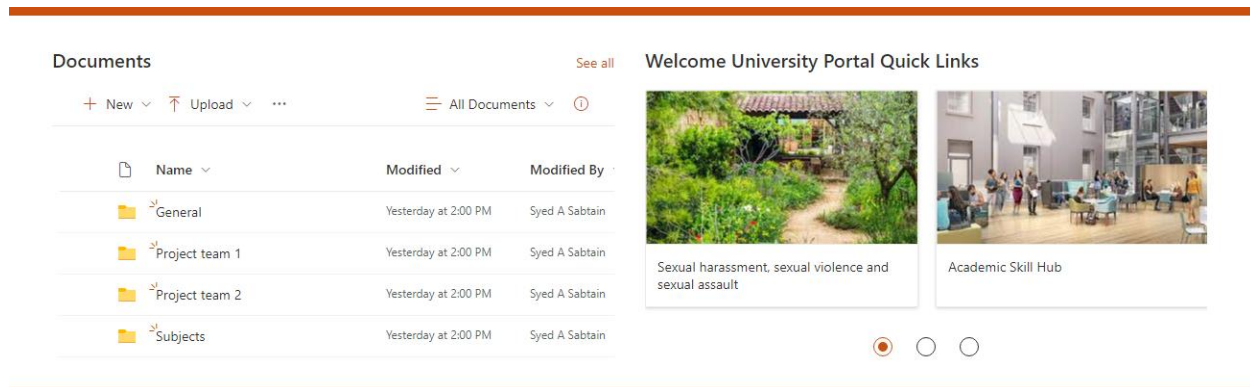 Documents
See all
New
Upload
...
All Documents
Name
Modified
Modified By
General
Yesterday at 2:00 PM
Syed A Sabtain
Project team 1
Yesterday at 2:00 PM
Syed A Sabtain
Project team 2
Yesterday at 2:00 PM
Syed A Sabtain
Subjects
Yesterday at 2:00 PM
Syed A Sabtain
Welcome University Portal Quick Links
Sexual harassment, sexual violence and
sexual assault
Academic Skill Hub